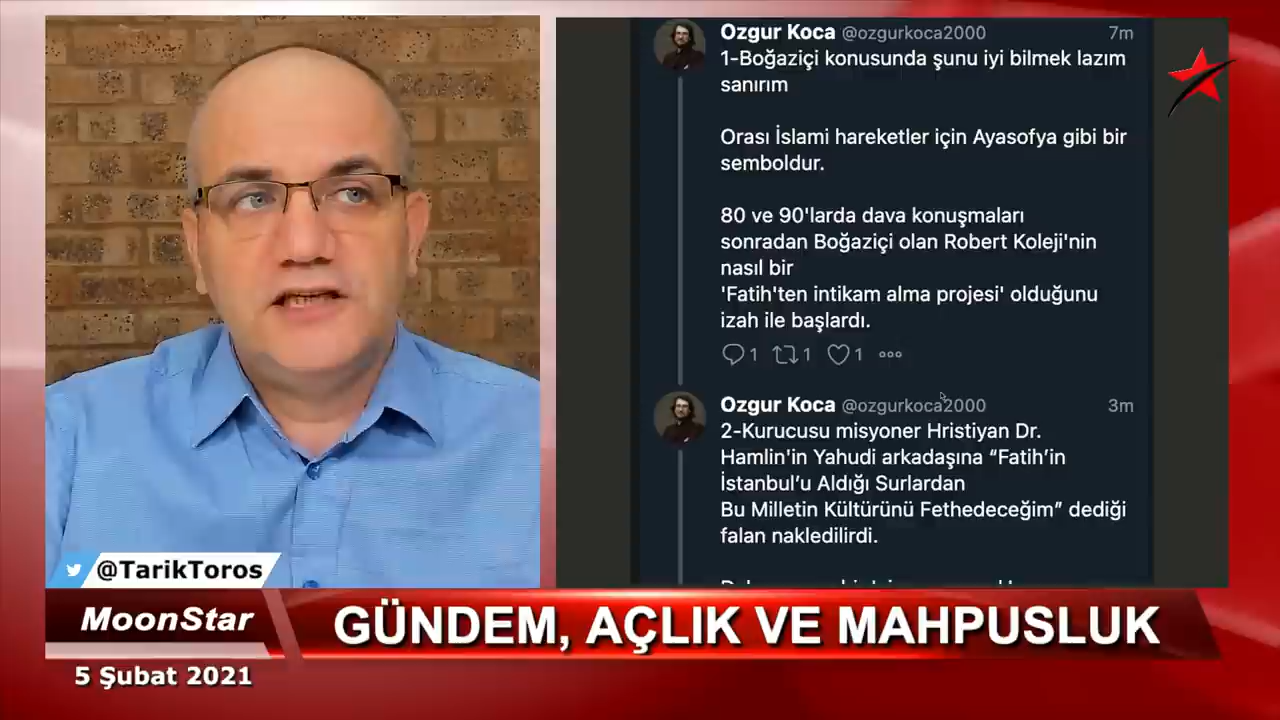 Ozgur Koca @ozgurkoca2000 7m
1-Boğaziçi konusunda şunu iyi bilmek lazım
sanırım
Orası İslami hareketler için Ayasofya gibi bir
semboldur.
80 ve 90'larda dava konuşmaları
sonradan Boğaziçi olan Robert Koleji'nin
nasıl bir
'Fatih'ten intikam alma projesi' olduğunu
izah ile başlardı.
1 1 1
Ozgur Koca @ozgurkoca2000 3m
2-Kurucusu misyoner Hristiyan Dr.
Hamlin'in Yahudi arkadaşına “Fatih’in
İstanbul’u Aldığı Surlardan
Bu Milletin Kültürünü Fethedeceğim” dediği
falan nakledilirdi.
@TarikToros
MoonStar
GÜNDEM, AÇLIK VE MAHPUSLUK
5 Şubat 2021